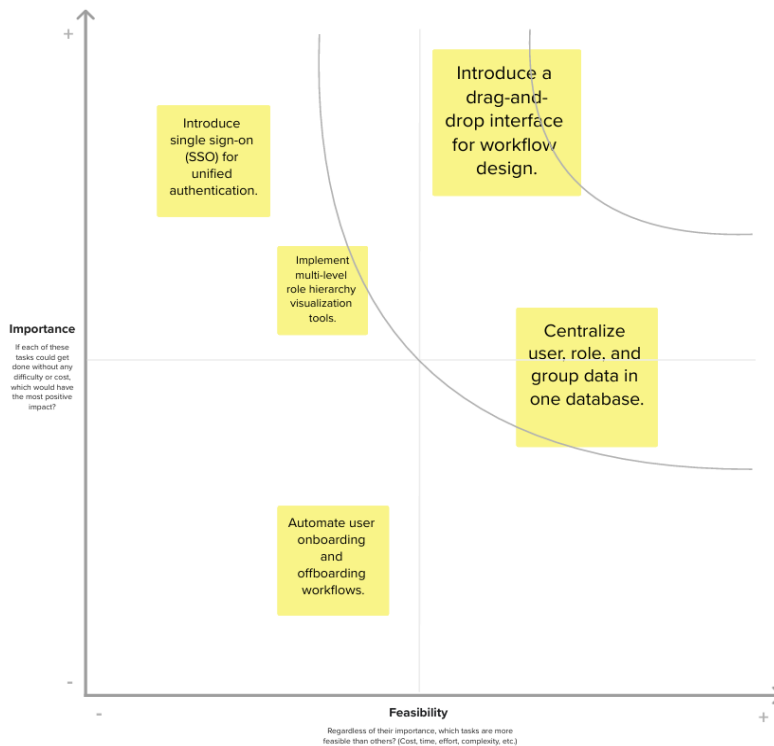 +
Introduce a
drag-and-
drop interface
for workflow
design.
Introduce
single sign-on
(SSO) for
unified
authentication.
Implement
multi-level
role hierarchy
visualization
tools.
Importance
If each of these
tasks could get
done without any
difficulty or cost,
which would have
the most positive
impact?
Centralize
user, role, and
group data in
one database.
Automate user
onboarding
and
offboarding
workflows.
-
-
Feasibility
+
Regardless of their importance, which tasks are more
feasible than others? (Cost, time, effort, complexity, etc.)